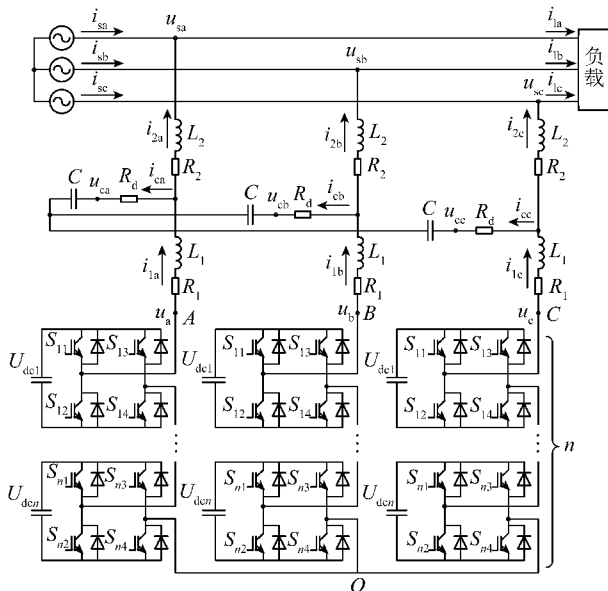 i_sa u_sa i_la
i_sb u_sb i_lb
i_sc u_sc i_lc
负载
i_2a L_2 i_2b L_2 i_2c L_2
R_2 R_2 R_2
C u_ca R_d i_ca
C u_cb R_d i_cb
C u_cc R_d i_cc
i_1a L_1 i_1b L_1 i_1c L_1
R_1 R_1 R_1
u_a A u_b B u_c C
S_11 S_13 S_11 S_13 S_11 S_13
U_dc1 U_dc1 U_dc1
S_12 S_14 S_12 S_14 S_12 S_14
n
S_n1 S_n3 S_n1 S_n3 S_n1 S_n3
U_dcn U_dcn U_dcn
S_n2 S_n4 S_n2 S_n4 S_n2 S_n4
O